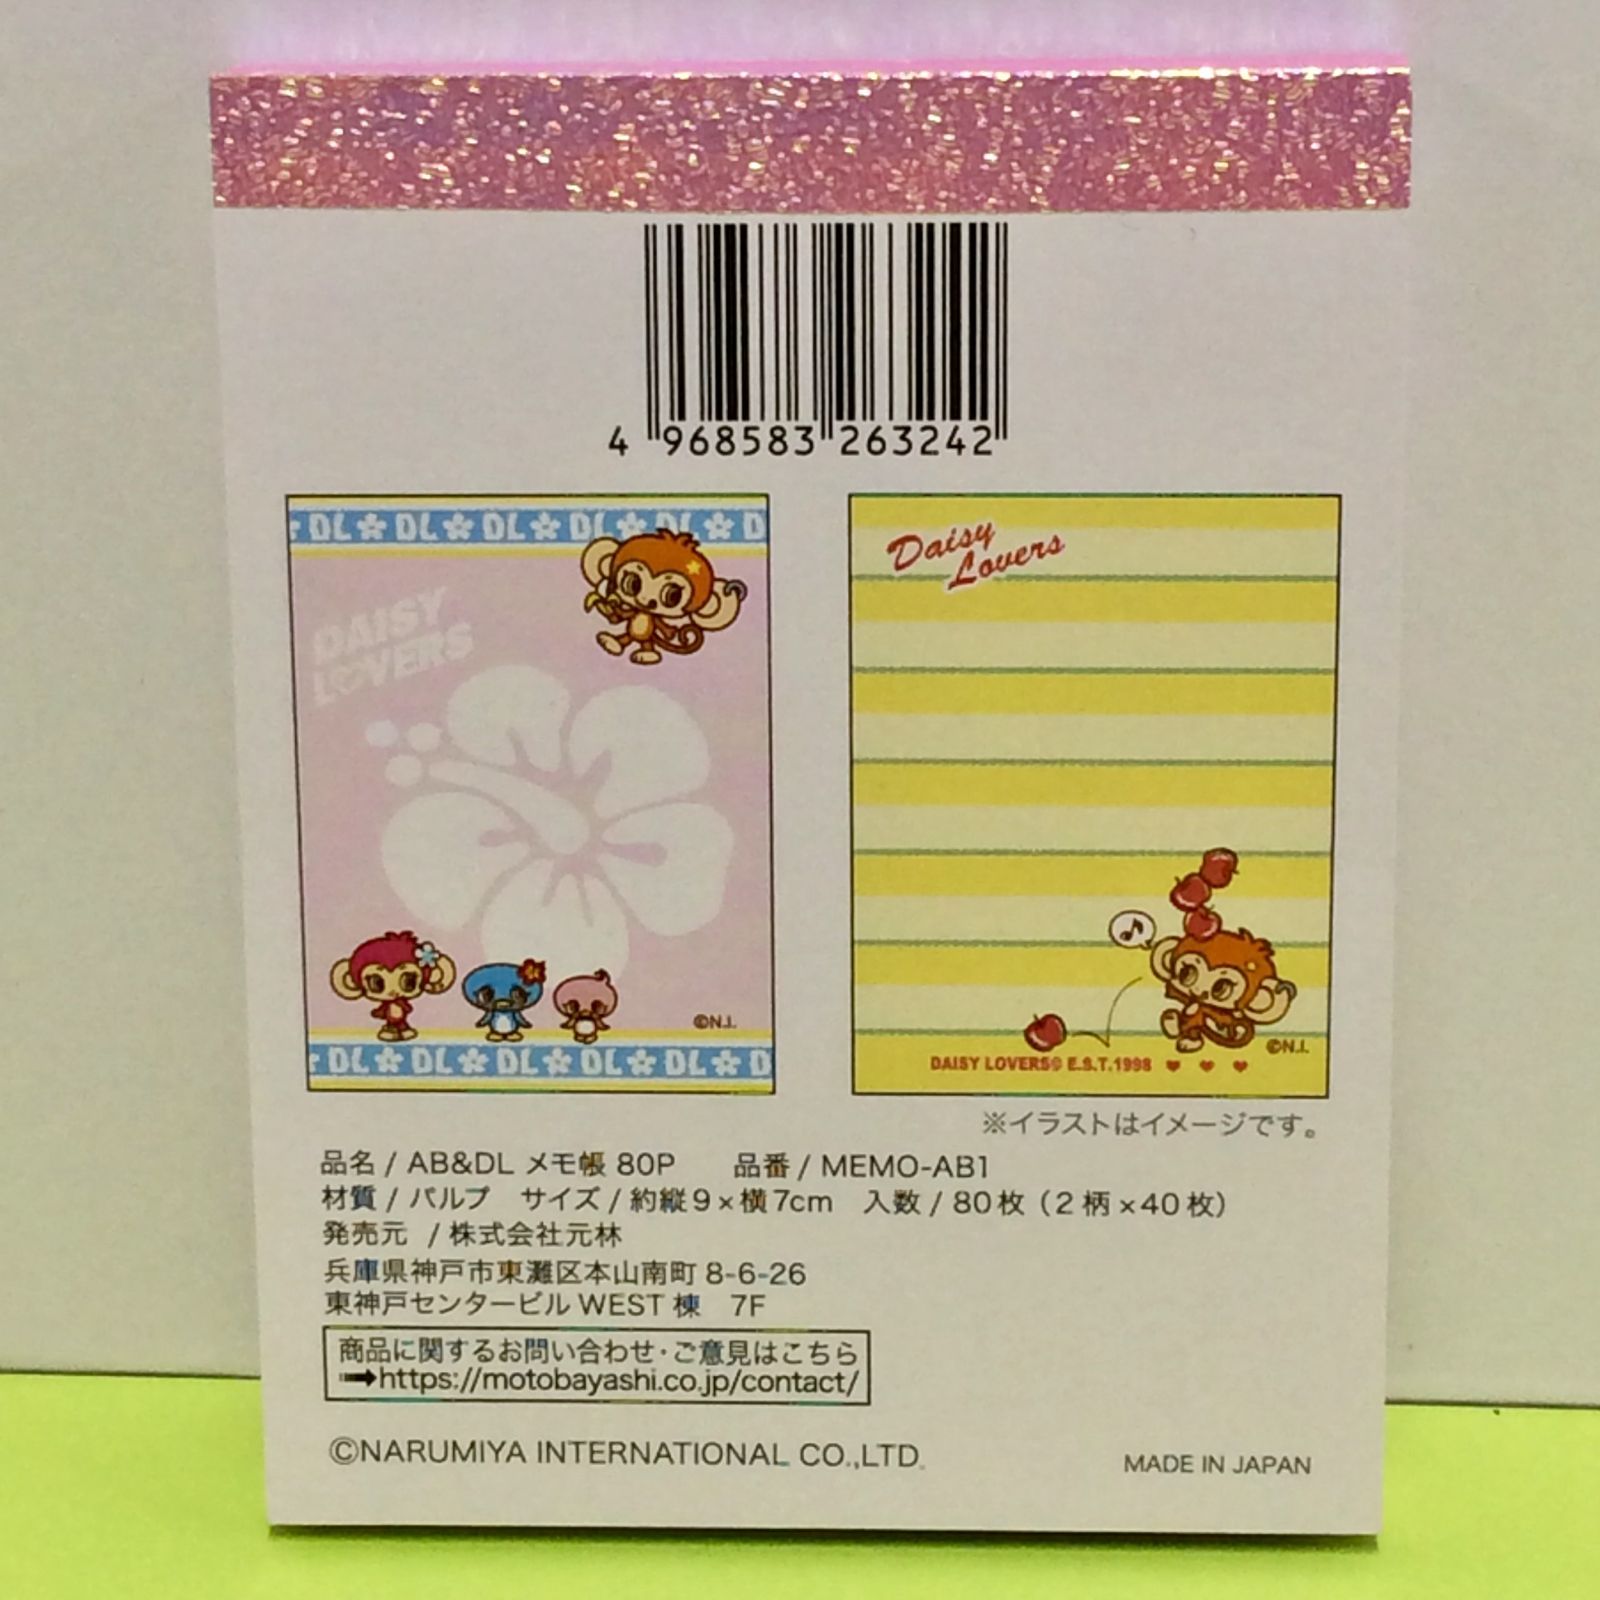 4 968583 263242
DL DL DL DL DL D
DAISY
LOVERS
©N.I.
DL DL DL DL DL D
Daisy
Lovers
♪
©N.I.
DAISY LOVERS© E.S.T.1998 ♥ ♥ ♥
※イラストはイメージです。
品名 / AB&DL メモ帳 80P 品番 / MEMO-AB1
材質 / パルプ サイズ / 約縦9×横7cm 入数 / 80枚（2柄×40枚）
発売元 / 株式会社元林
兵庫県神戸市東灘区本山南町 8-6-26
東神戸センタービル WEST 棟 7F
商品に関するお問い合わせ・ご意見はこちら
➡https://motobayashi.co.jp/contact/
©NARUMIYA INTERNATIONAL CO.,LTD.
MADE IN JAPAN